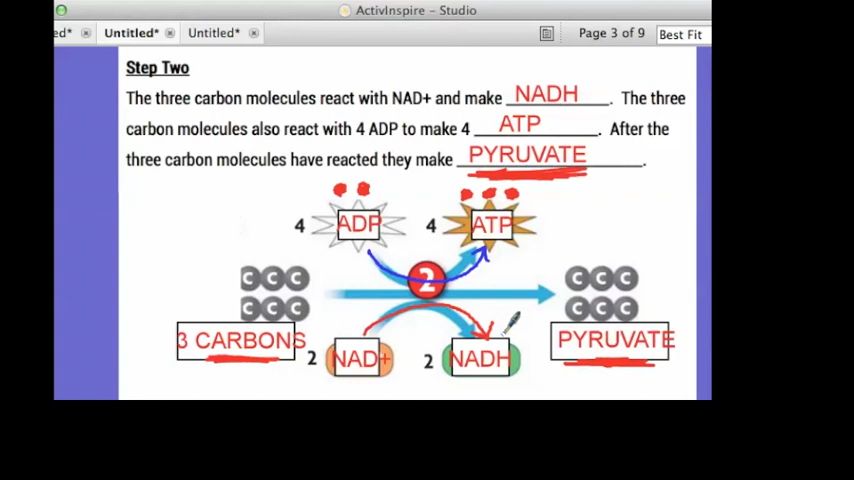 ActivInspire - Studio
ed* Untitled* Untitled* Page 3 of 9 Best Fit
Step Two
The three carbon molecules react with NAD+ and make NADH. The three
carbon molecules also react with 4 ADP to make 4 ATP. After the
three carbon molecules have reacted they make PYRUVATE.
4 ADP 4 ATP
C C C 2 C C C
C C C C C C
3 CARBONS PYRUVATE
2 NAD+ 2 NADH